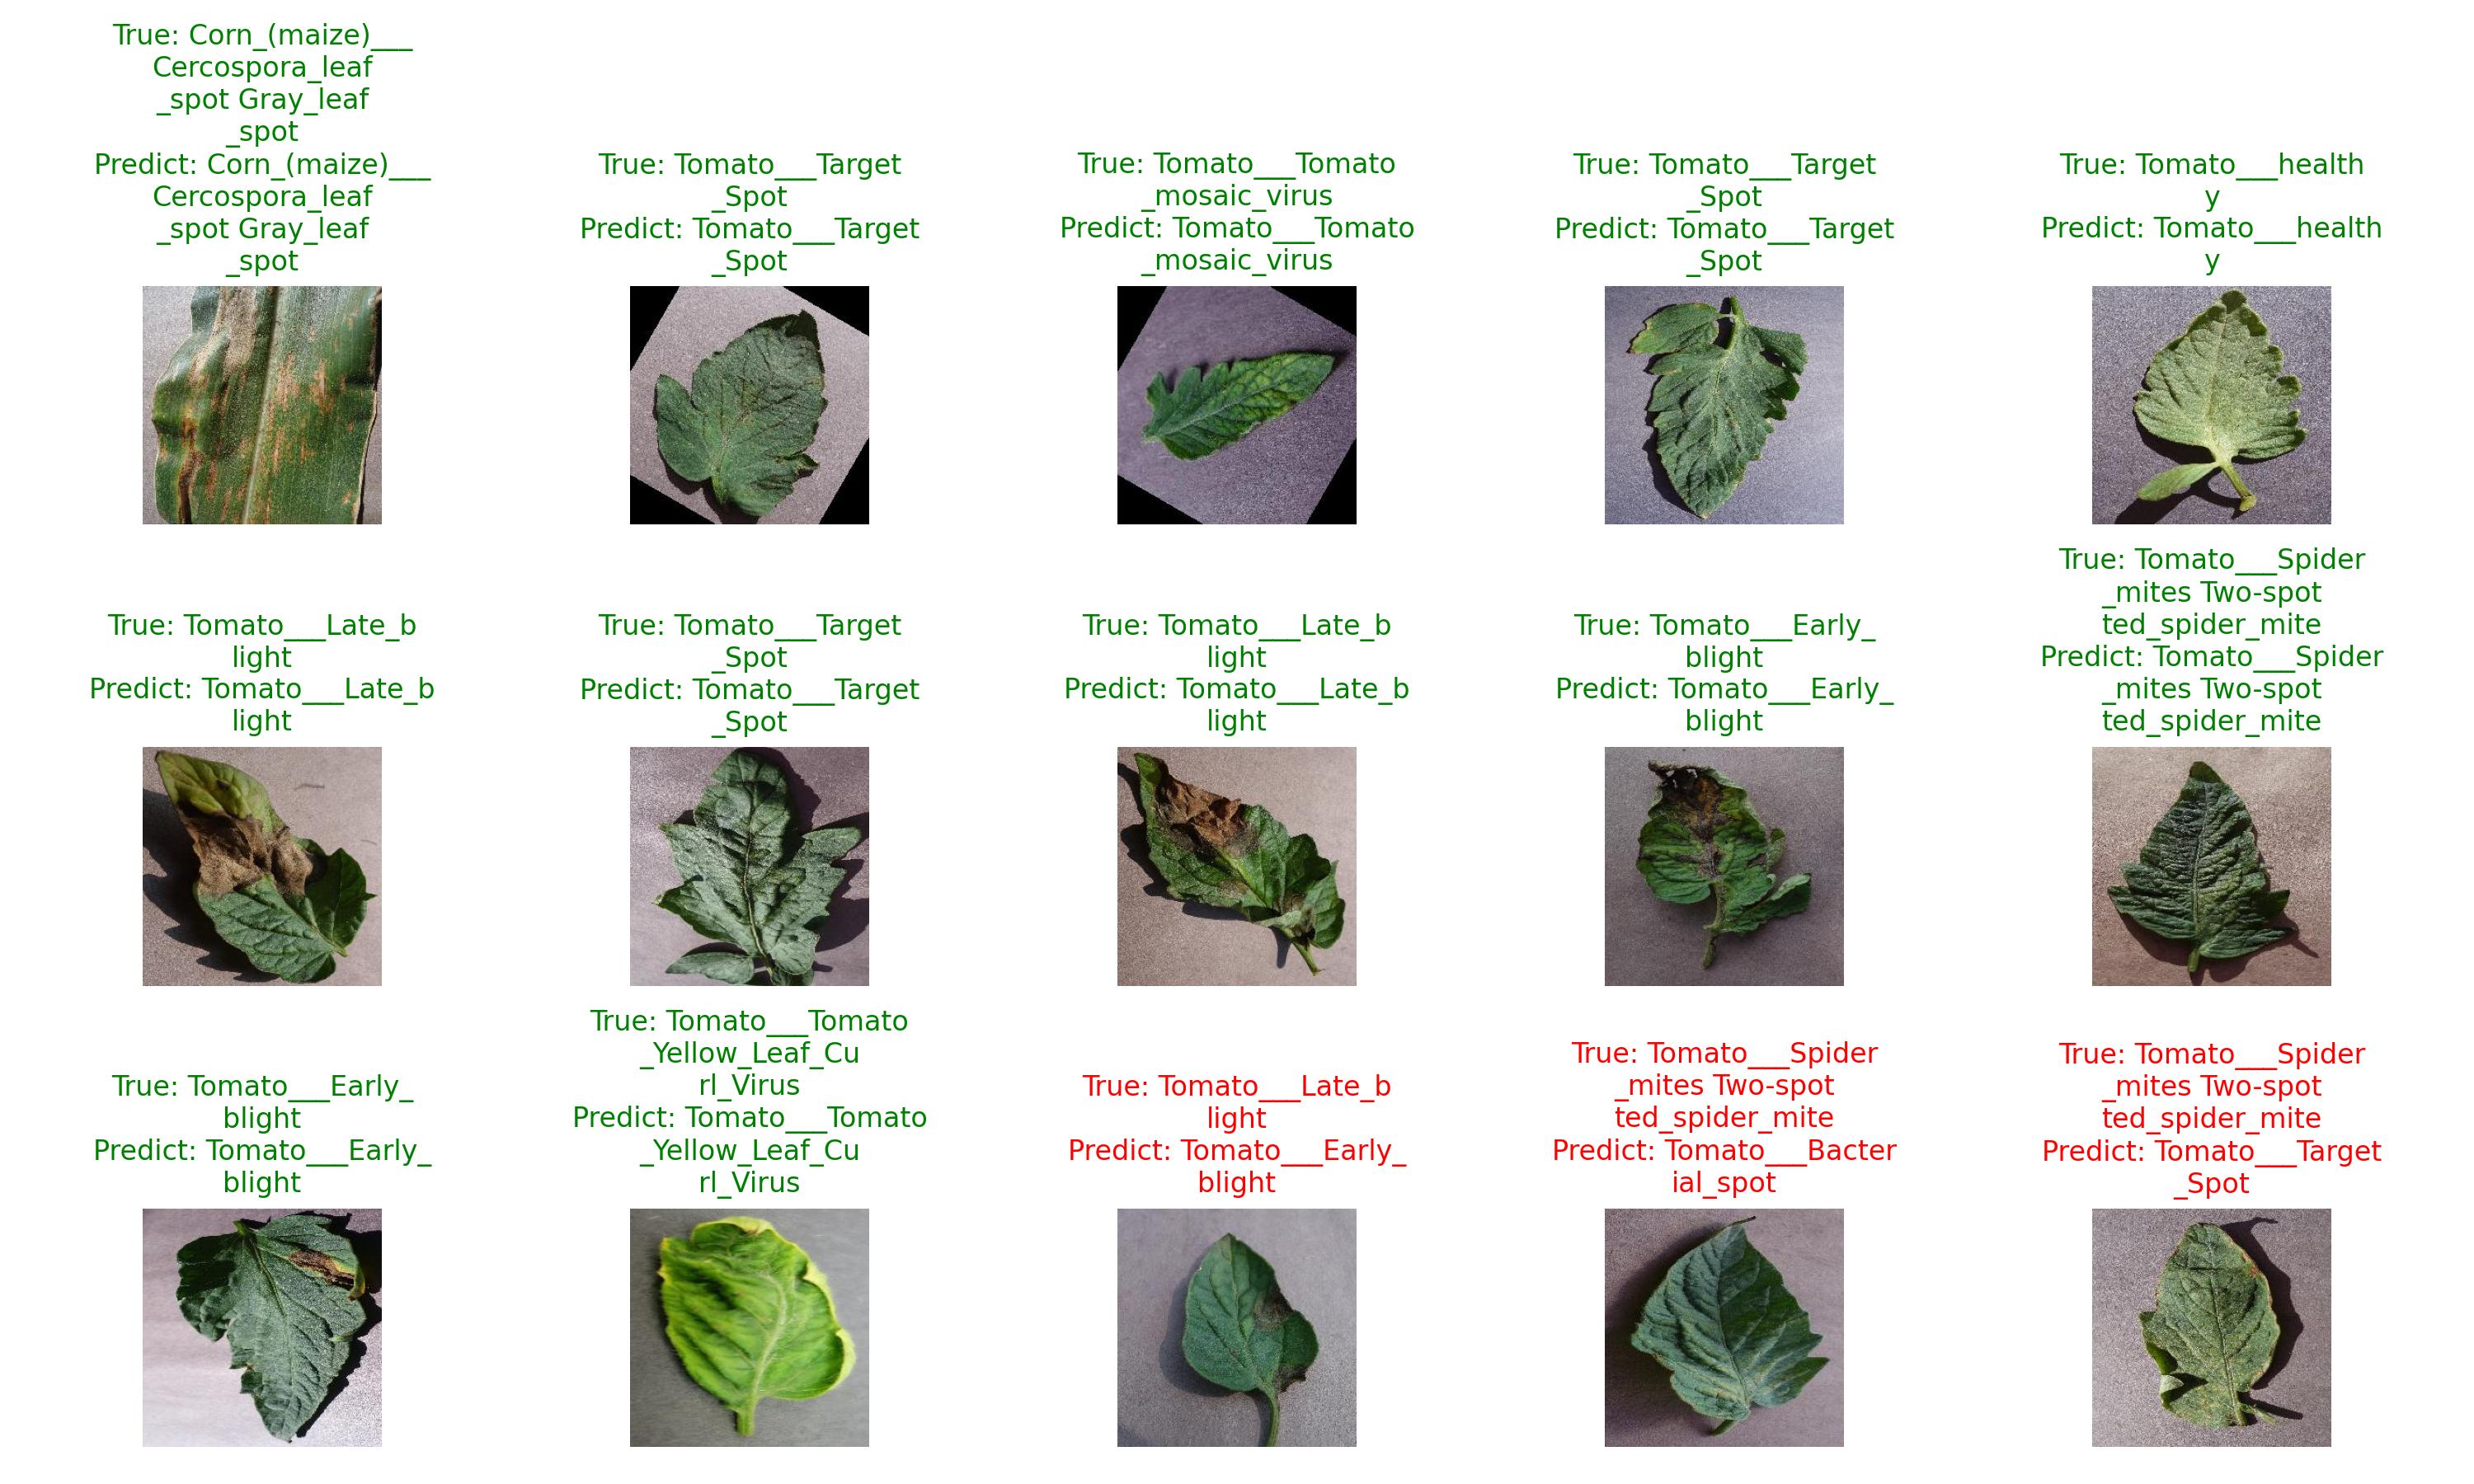 True: Corn_(maize)___
Cercospora_leaf
_spot Gray_leaf
_spot
Predict: Corn_(maize)___
Cercospora_leaf
_spot Gray_leaf
_spot
True: Tomato___Target
_Spot
Predict: Tomato___Target
_Spot
True: Tomato___Tomato
_mosaic_virus
Predict: Tomato___Tomato
_mosaic_virus
True: Tomato___Target
_Spot
Predict: Tomato___Target
_Spot
True: Tomato___health
y
Predict: Tomato___health
y
True: Tomato___Late_b
light
Predict: Tomato___Late_b
light
True: Tomato___Target
_Spot
Predict: Tomato___Target
_Spot
True: Tomato___Late_b
light
Predict: Tomato___Late_b
light
True: Tomato___Early_
blight
Predict: Tomato___Early_
blight
True: Tomato___Spider
_mites Two-spot
ted_spider_mite
Predict: Tomato___Spider
_mites Two-spot
ted_spider_mite
True: Tomato___Early_
blight
Predict: Tomato___Early_
blight
True: Tomato___Tomato
_Yellow_Leaf_Cu
rl_Virus
Predict: Tomato___Tomato
_Yellow_Leaf_Cu
rl_Virus
True: Tomato___Late_b
light
Predict: Tomato___Early_
blight
True: Tomato___Spider
_mites Two-spot
ted_spider_mite
Predict: Tomato___Bacter
ial_spot
True: Tomato___Spider
_mites Two-spot
ted_spider_mite
Predict: Tomato___Target
_Spot